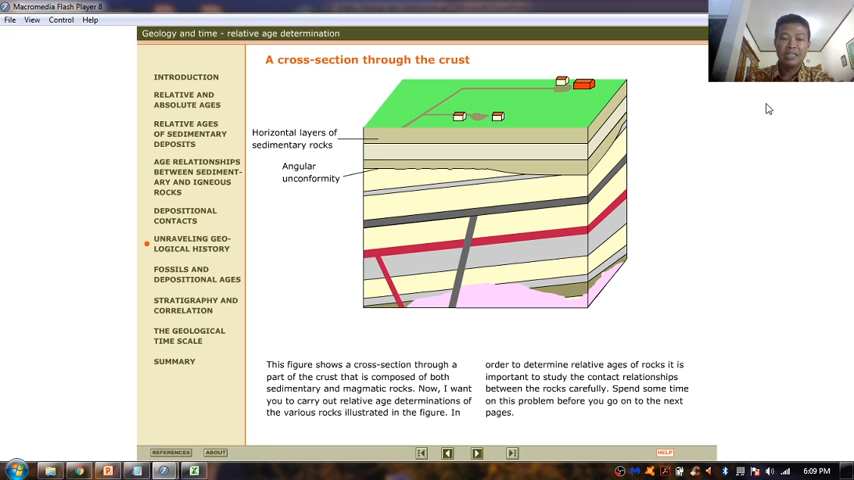 Macromedia Flash Player 8
File View Control Help
Geology and time - relative age determination
INTRODUCTION
RELATIVE AND
ABSOLUTE AGES
RELATIVE AGES
OF SEDIMENTARY
DEPOSITS
AGE RELATIONSHIPS
BETWEEN SEDIMENT-
ARY AND IGNEOUS
ROCKS
DEPOSITIONAL
CONTACTS
UNRAVELING GEO-
LOGICAL HISTORY
FOSSILS AND
DEPOSITIONAL AGES
STRATIGRAPHY AND
CORRELATION
THE GEOLOGICAL
TIME SCALE
SUMMARY
A cross-section through the crust
Horizontal layers of
sedimentary rocks
Angular
unconformity
This figure shows a cross-section through a
part of the crust that is composed of both
sedimentary and magmatic rocks. Now, I want
you to carry out relative age determinations of
the various rocks illustrated in the figure. In
order to determine relative ages of rocks it is
important to study the contact relationships
between the rocks carefully. Spend some time
on this problem before you go on to the next
pages.
REFERENCES ABOUT HELP
6:09 PM